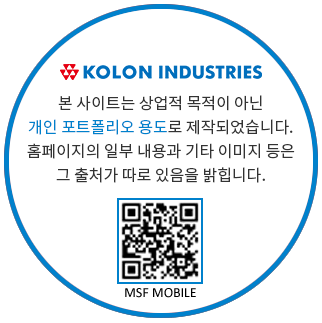 KOLON INDUSTRIES
본 사이트는 상업적 목적이 아닌
개인 포트폴리오 용도로 제작되었습니다.
홈페이지의 일부 내용과 기타 이미지 등은
그 출처가 따로 있음을 밝힙니다.
MSF MOBILE